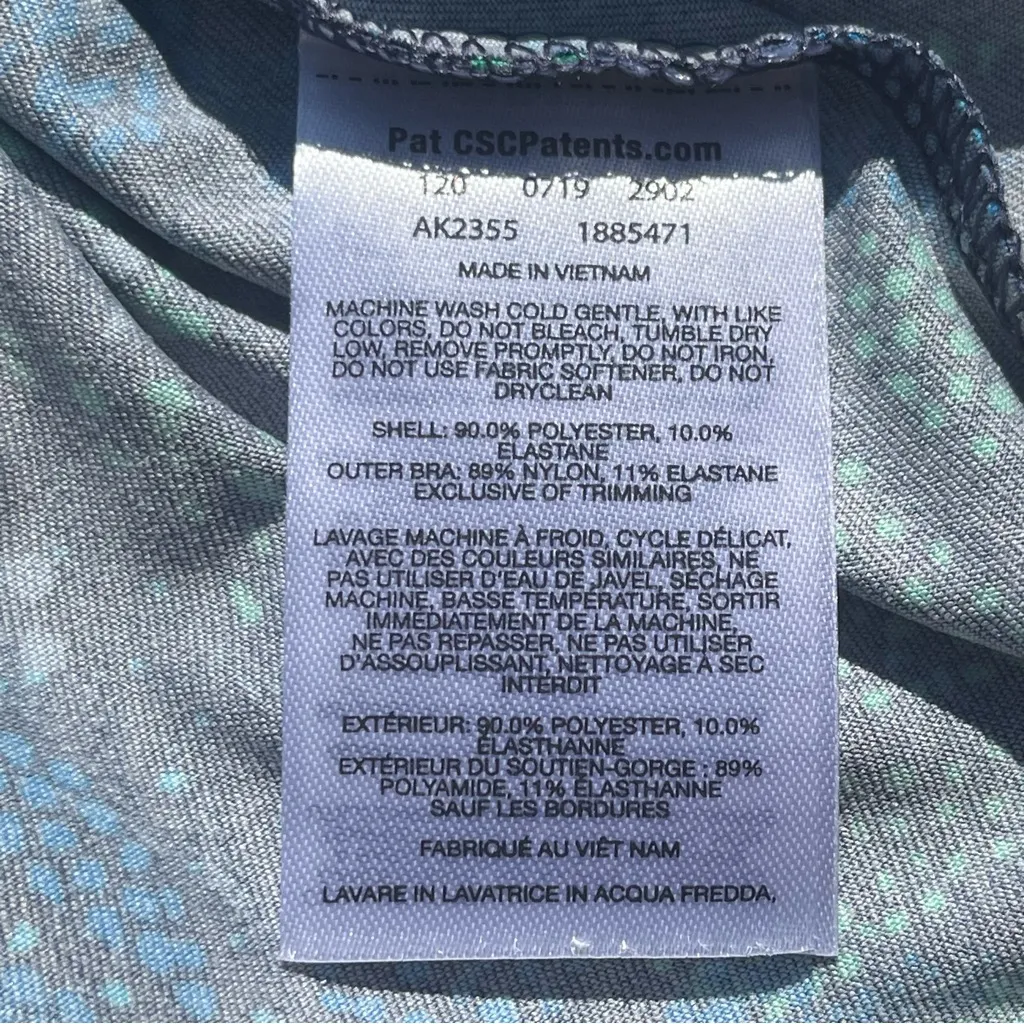 Pat CSCPatents.com
120 0719 2902
AK2355 1885471
MADE IN VIETNAM
MACHINE WASH COLD GENTLE, WITH LIKE
COLORS, DO NOT BLEACH, TUMBLE DRY
LOW, REMOVE PROMPTLY, DO NOT IRON,
DO NOT USE FABRIC SOFTENER, DO NOT
DRYCLEAN
SHELL: 90.0% POLYESTER, 10.0%
ELASTANE
OUTER BRA: 89% NYLON, 11% ELASTANE
EXCLUSIVE OF TRIMMING
LAVAGE MACHINE À FROID, CYCLE DÉLICAT,
AVEC DES COULEURS SIMILAIRES, NE
PAS UTILISER D'EAU DE JAVEL, SÉCHAGE
MACHINE, BASSE TEMPÉRATURE, SORTIR
IMMÉDIATEMENT DE LA MACHINE,
NE PAS REPASSER, NE PAS UTILISER
D'ASSOUPLISSANT, NETTOYAGE À SEC
INTERDIT
EXTÉRIEUR: 90.0% POLYESTER, 10.0%
ÉLASTHANNE
EXTÉRIEUR DU SOUTIEN-GORGE : 89%
POLYAMIDE, 11% ÉLASTHANNE
SAUF LES BORDURES
FABRIQUÉ AU VIÊT NAM
LAVARE IN LAVATRICE IN ACQUA FREDDA,